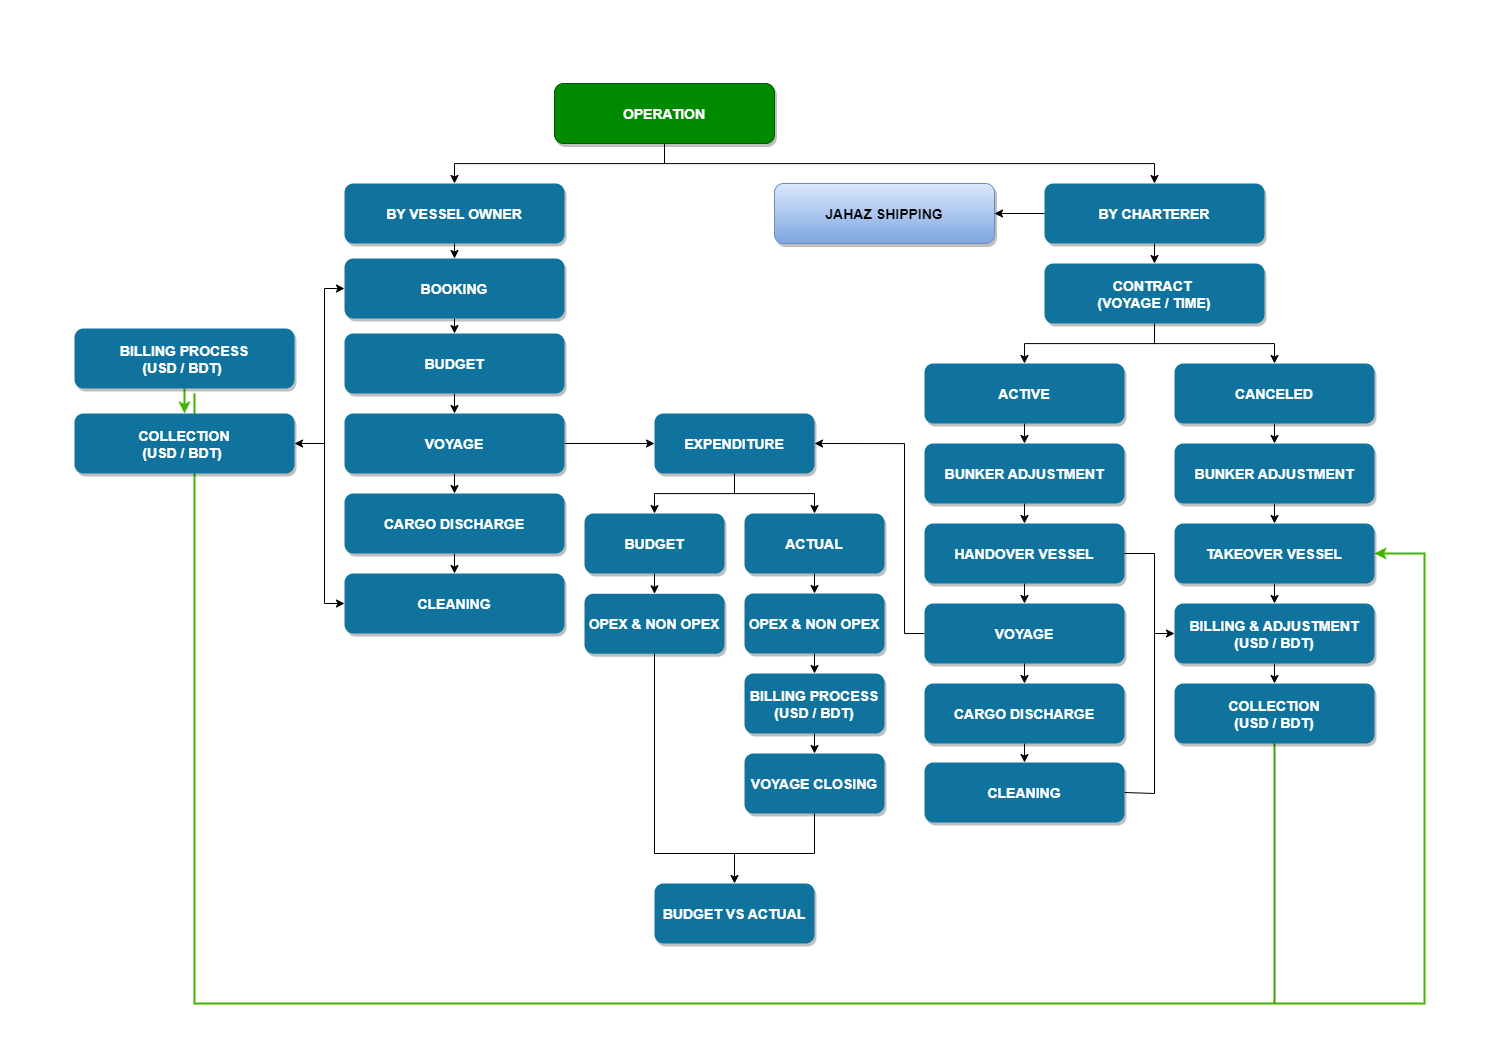 OPERATION
BY VESSEL OWNER
JAHAZ SHIPPING
BY CHARTERER
BOOKING
CONTRACT
(VOYAGE / TIME)
BILLING PROCESS
(USD / BDT)
BUDGET
ACTIVE
CANCELED
COLLECTION
(USD / BDT)
VOYAGE
EXPENDITURE
BUNKER ADJUSTMENT
BUNKER ADJUSTMENT
CARGO DISCHARGE
BUDGET
ACTUAL
HANDOVER VESSEL
TAKEOVER VESSEL
CLEANING
OPEX & NON OPEX
OPEX & NON OPEX
VOYAGE
BILLING & ADJUSTMENT
(USD / BDT)
BILLING PROCESS
(USD / BDT)
CARGO DISCHARGE
COLLECTION
(USD / BDT)
VOYAGE CLOSING
CLEANING
BUDGET VS ACTUAL